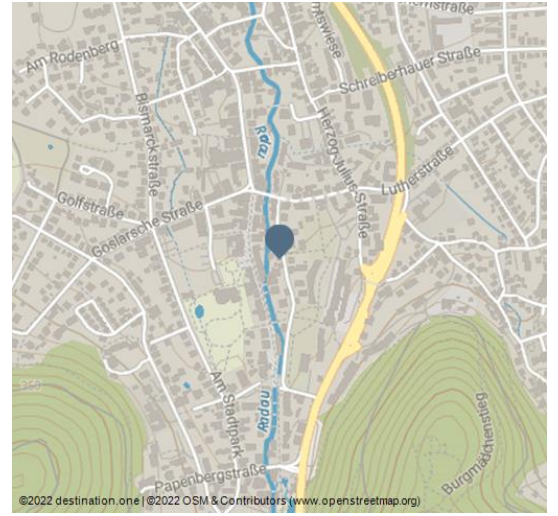 Am Rodenberg
Bismarckstraße
Schreiberhauer Straße
Herzog-Julius-Straße
Radau
Lutherstraße
Golfstraße
Goslarsche Straße
Am Stadtpark
Radau
Papenbergstraße
Burgmädchenstieg
©2022 destination.one | ©2022 OSM & Contributors (www.openstreetmap.org)